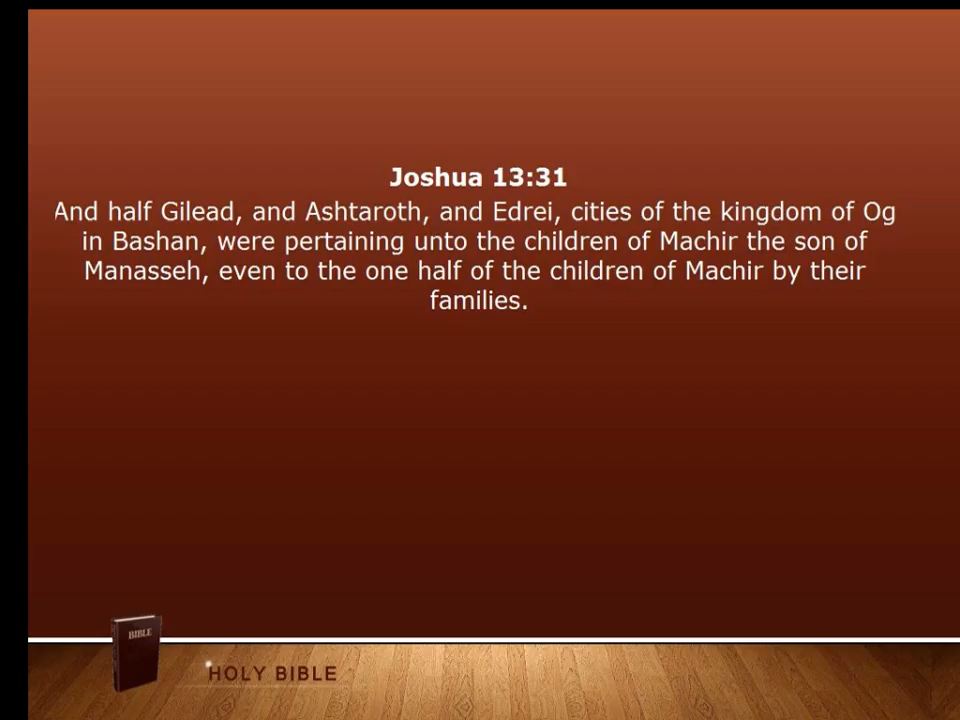 Joshua 13:31
And half Gilead, and Ashtaroth, and Edrei, cities of the kingdom of Og
in Bashan, were pertaining unto the children of Machir the son of
Manasseh, even to the one half of the children of Machir by their
families.
BIBLE
HOLY BIBLE